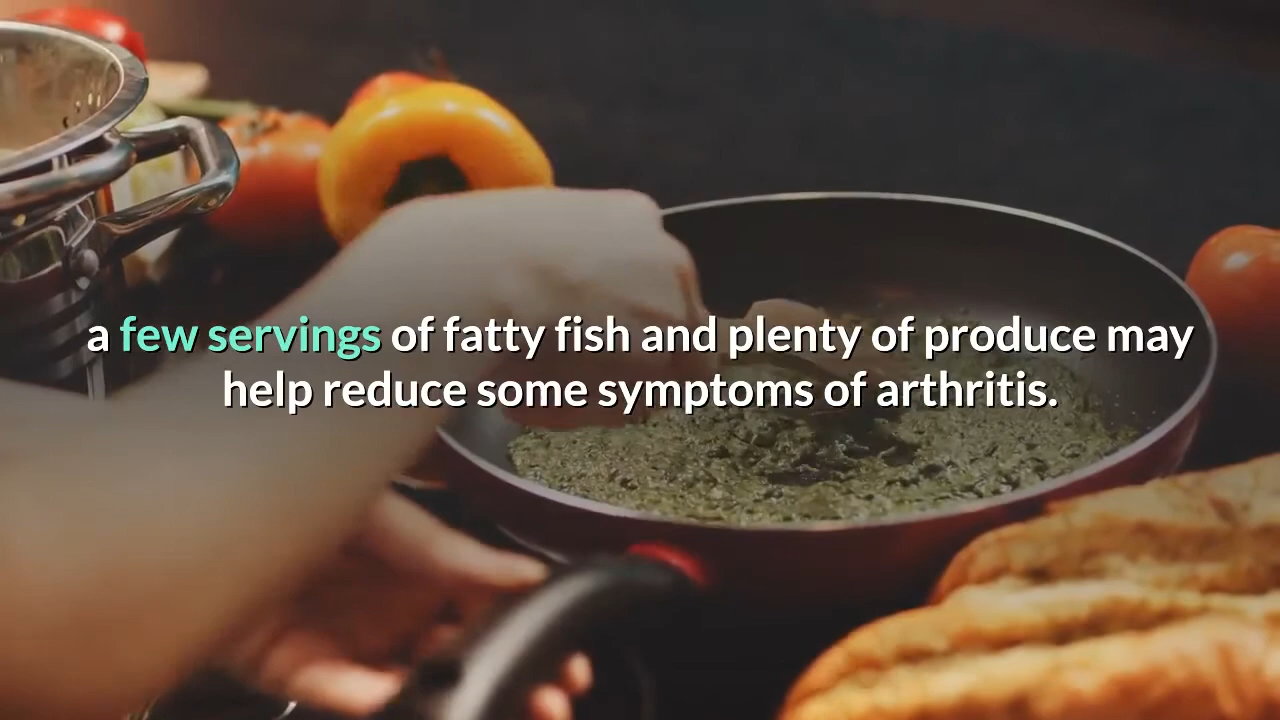 a few servings of fatty fish and plenty of produce may
help reduce some symptoms of arthritis.